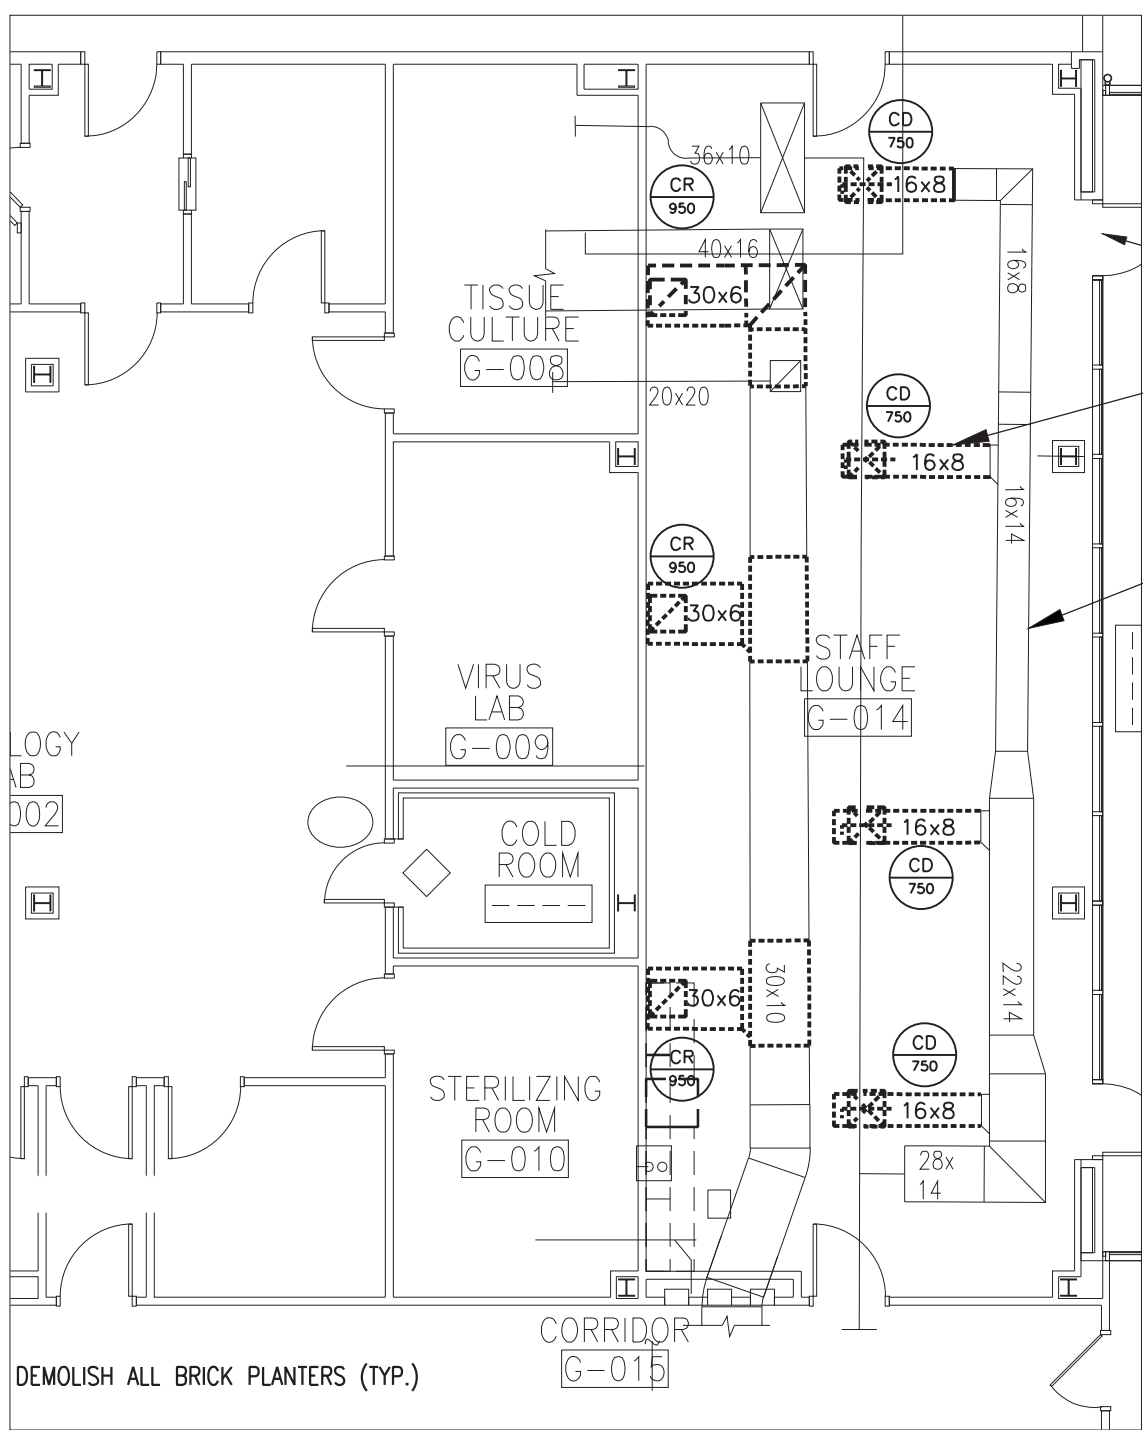 CD
750
36x10
16x8
CR
950
40x16
16x8
30x6
TISSUE
CULTURE
G-008
20x20
CD
750
16x8
16x14
CR
950
30x6
STAFF
LOUNGE
G-014
VIRUS
LAB
G-009
LOGY
AB
002
COLD
ROOM
16x8
CD
750
30x6
30x10
22x14
CR
950
CD
750
STERILIZING
ROOM
G-010
16x8
28x
14
CORRIDOR
G-015
DEMOLISH ALL BRICK PLANTERS (TYP.)